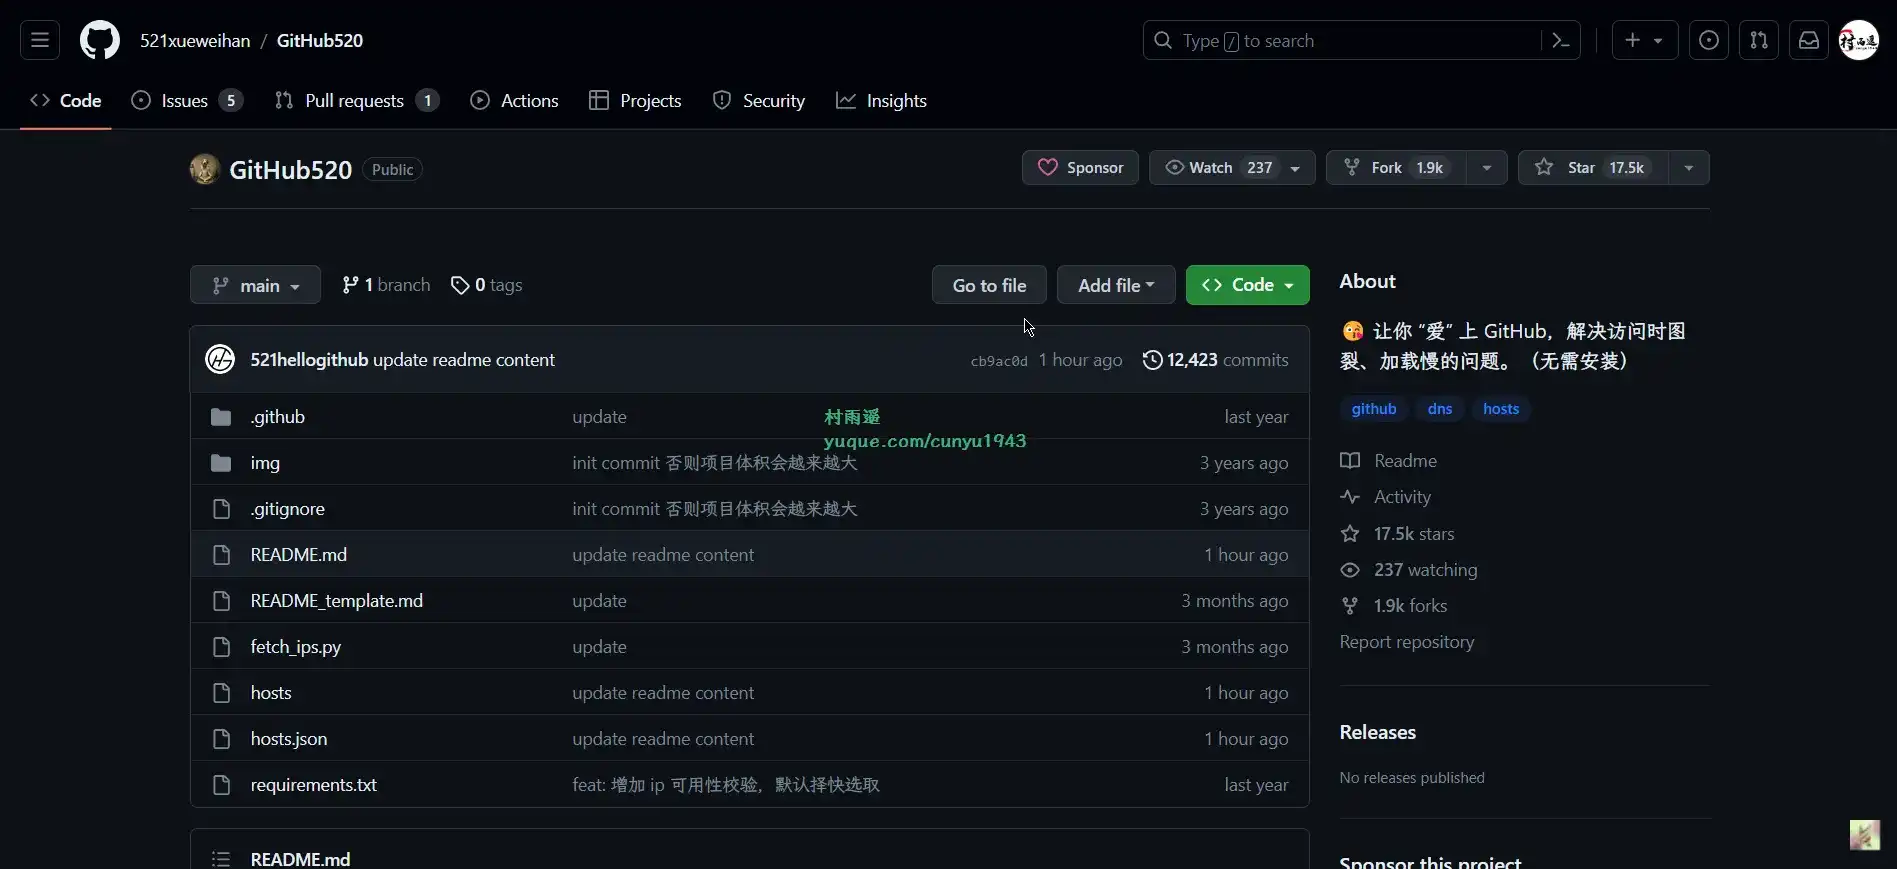 521xueweihan / GitHub520
Type / to search
Code
Issues 5
Pull requests 1
Actions
Projects
Security
Insights
GitHub520 Public
Sponsor
Watch 237
Fork 1.9k
Star 17.5k
main
1 branch
0 tags
Go to file
Add file
Code
521hellogithub update readme content cb9ac0d 1 hour ago 12,423 commits
.github update last year
村雨遥
yuque.com/cunyu1943
img init commit 否则项目体积会越来越大 3 years ago
.gitignore init commit 否则项目体积会越来越大 3 years ago
README.md update readme content 1 hour ago
README_template.md update 3 months ago
fetch_ips.py update 3 months ago
hosts update readme content 1 hour ago
hosts.json update readme content 1 hour ago
requirements.txt feat: 增加 ip 可用性校验，默认择快选取 last year
README.md
About
😘 让你 “爱” 上 GitHub，解决访问时图
裂、加载慢的问题。（无需安装）
github dns hosts
Readme
Activity
17.5k stars
237 watching
1.9k forks
Report repository
Releases
No releases published
Sponsor this project